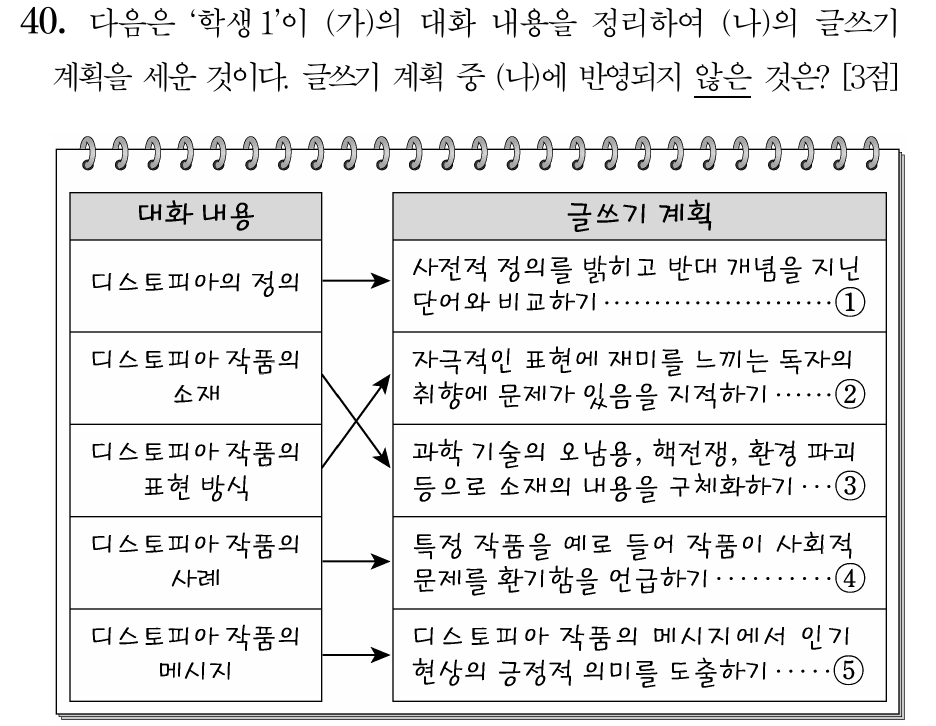 40. 다음은 ‘학생 1’이 (가)의 대화 내용을 정리하여 (나)의 글쓰기
계획을 세운 것이다. 글쓰기 계획 중 (나)에 반영되지 않은 것은? [3점]
대화 내용
글쓰기 계획
디스토피아의 정의
사전적 정의를 밝히고 반대 개념을 지닌
단어와 비교하기 ························ ①
디스토피아 작품의
소재
자극적인 표현에 재미를 느끼는 독자의
취향에 문제가 있음을 지적하기 ······ ②
디스토피아 작품의
표현 방식
과학 기술의 오남용, 핵전쟁, 환경 파괴
등으로 소재의 내용을 구체화하기 ··· ③
디스토피아 작품의
사례
특정 작품을 예로 들어 작품이 사회적
문제를 환기함을 언급하기 ·········· ④
디스토피아 작품의
메시지
디스토피아 작품의 메시지에서 인기
현상의 긍정적 의미를 도출하기 ····· ⑤